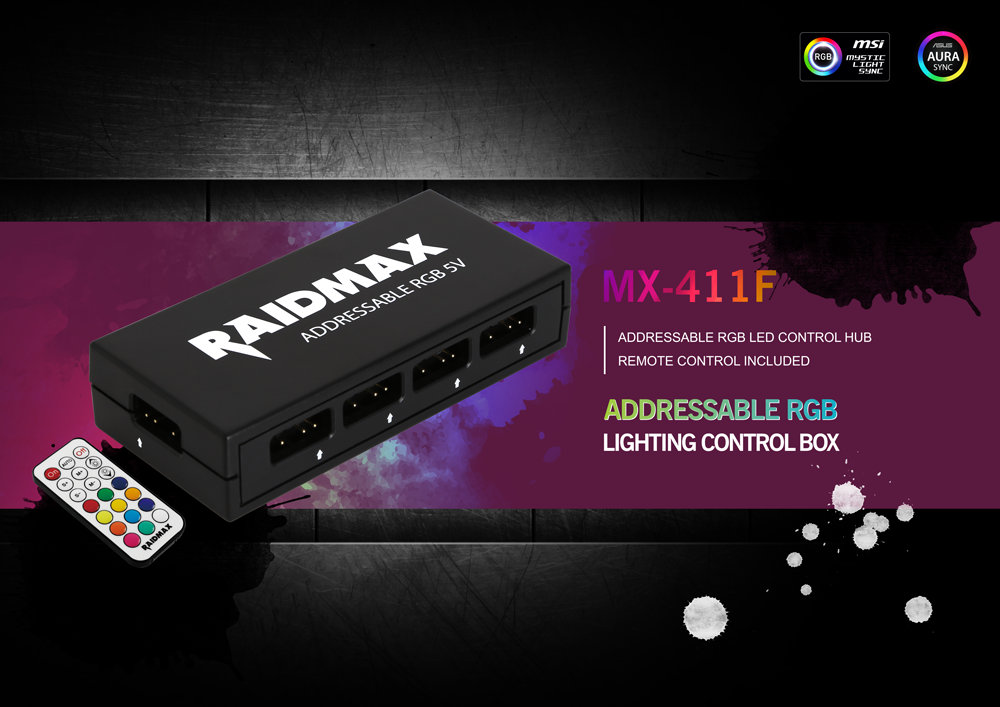 RGB
msi
MYSTIC
LIGHT
SYNC
ASUS
AURA
SYNC
RAIDMAX
ADDRESSABLE RGB 5V
MX-411F
ADDRESSABLE RGB LED CONTROL HUB
REMOTE CONTROL INCLUDED
ADDRESSABLE RGB
LIGHTING CONTROL BOX
AUTO
M+
S+
M-
S-
RAIDMAX